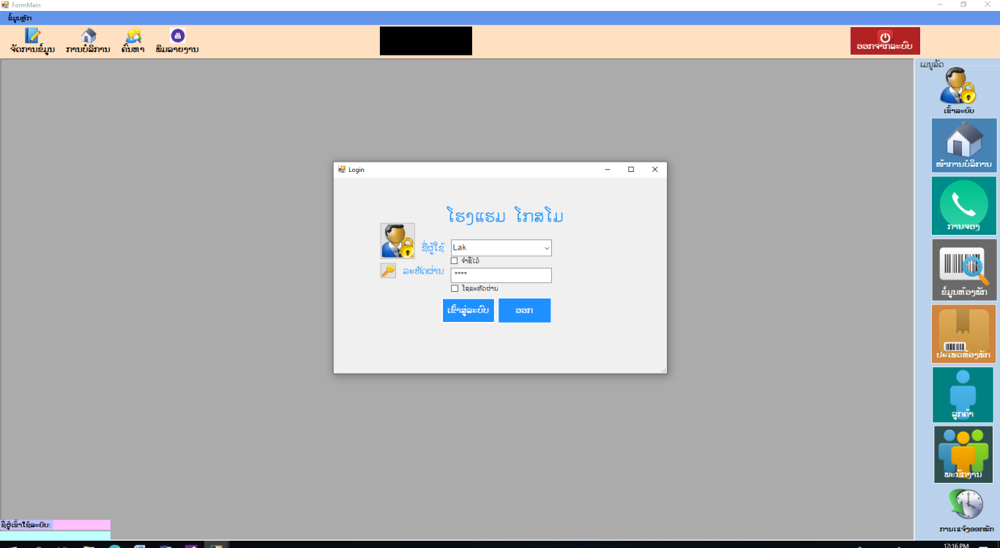 FormMain
ຂໍ້ມູນຫຼັກ
ຈັດການຂໍ້ມູນ ການບໍລິການ ຄົ້ນຫາ ພິມລາຍງານ
ອອກຈາກລະບົບ
ເມນູລັດ
ເຂົ້າລະບົບ
ໜ້າການບໍລິການ
ການຈອງ
ຂໍ້ມູນຫ້ອງພັກ
ປະເພດຫ້ອງພັກ
ລູກຄ້າ
ພະນັກງານ
ການແຈ້ງອອກພັກ
Login
ໂຮງແຮມ ໂກສໂມ
ຊື່ຜູ້ໃຊ້ Lak
ຈຳຊື່ໄວ້
ລະຫັດຜ່ານ ****
ໂຊລະຫັດຜ່ານ
ເຂົ້າສູ່ລະບົບ ອອກ
ຊື່ຜູ້ເຂົ້າໃຊ້ລະບົບ:
12:16 PM